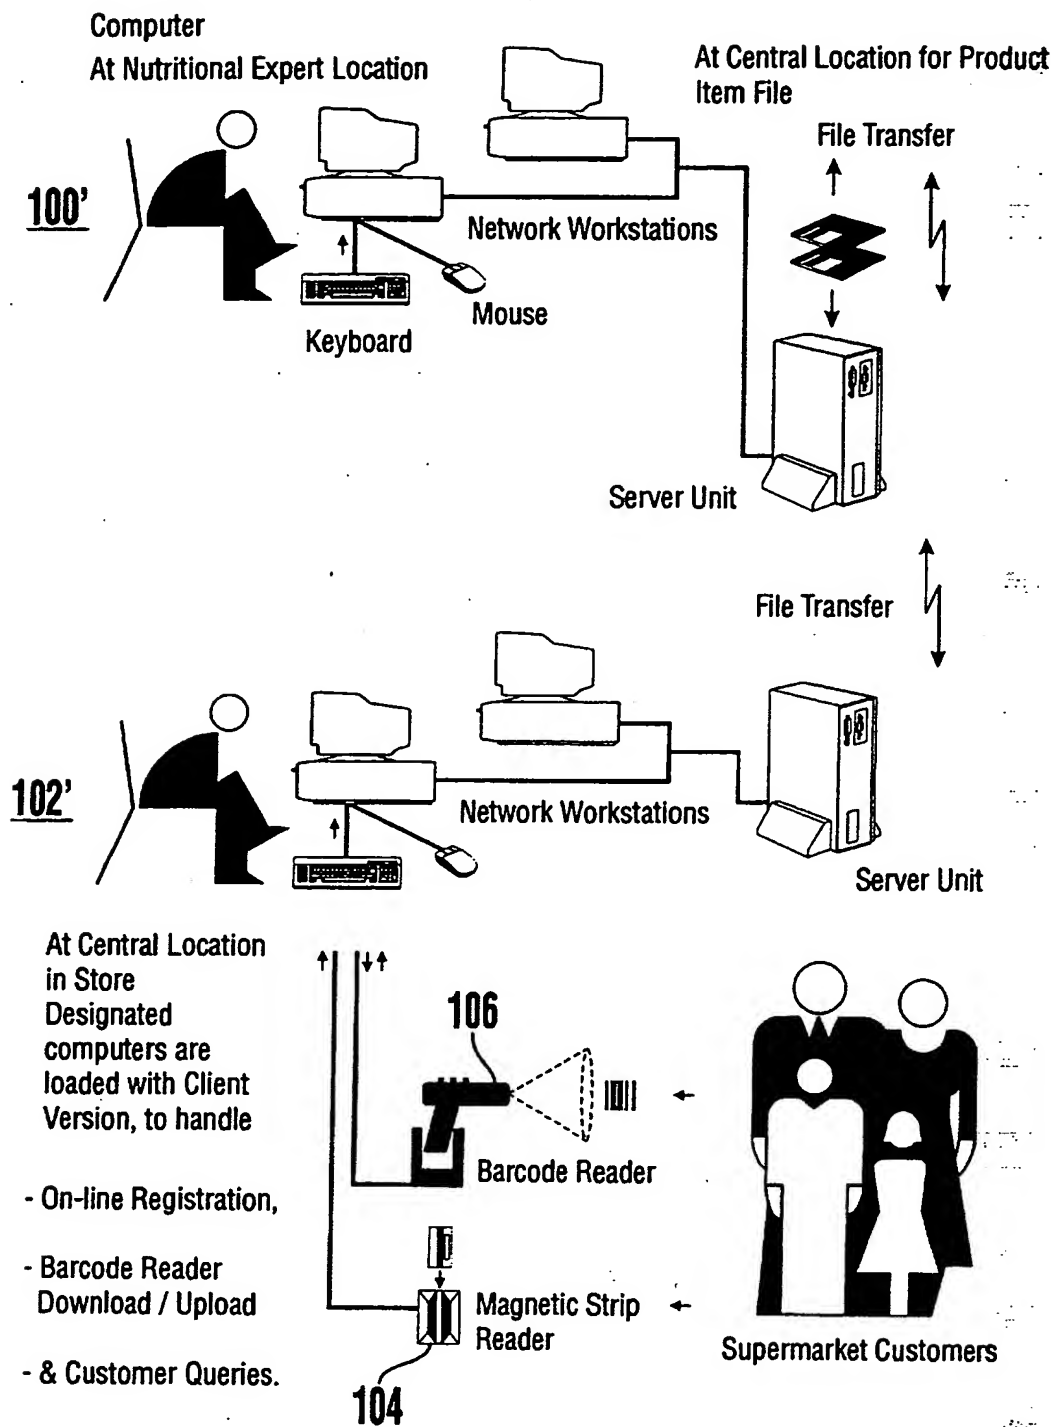 Computer
At Nutritional Expert Location
At Central Location for Product
Item File
File Transfer
100'
Network Workstations
Mouse
Keyboard
Server Unit
File Transfer
102'
Network Workstations
Server Unit
At Central Location
in Store
Designated
computers are
loaded with Client
Version, to handle
- On-line Registration,
- Barcode Reader
Download / Upload
- & Customer Queries.
106
Barcode Reader
Magnetic Strip
Reader
104
Supermarket Customers